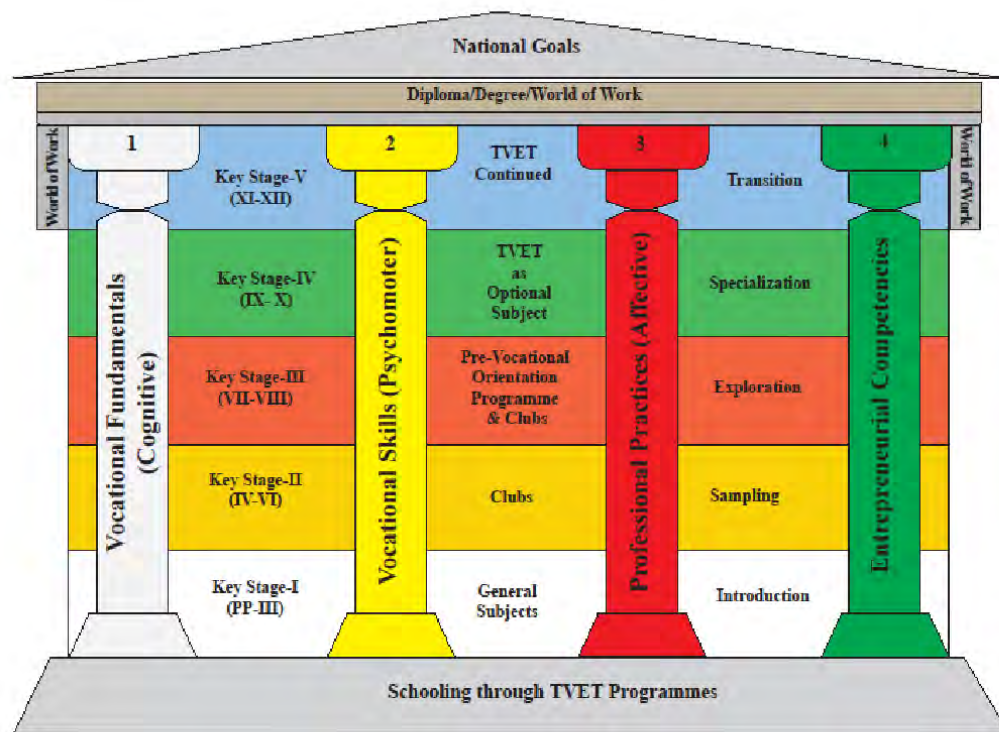 National Goals
Diploma/Degree/World of Work
World of Work
1
2
3
4
World of Work
Key Stage-V
(XI-XII)
TVET
Continued
Transition
Key Stage-IV
(IX- X)
TVET
as
Optional
Subject
Specialization
Key Stage-III
(VII-VIII)
Pre-Vocational
Orientation
Programme
& Clubs
Exploration
Key Stage-II
(IV-VI)
Clubs
Sampling
Key Stage-I
(PP-III)
General
Subjects
Introduction
Vocational Fundamentals
(Cognitive)
Vocational Skills (Psychomoter)
Professional Practices (Affective)
Entrepreneurial Competencies
Schooling through TVET Programmes